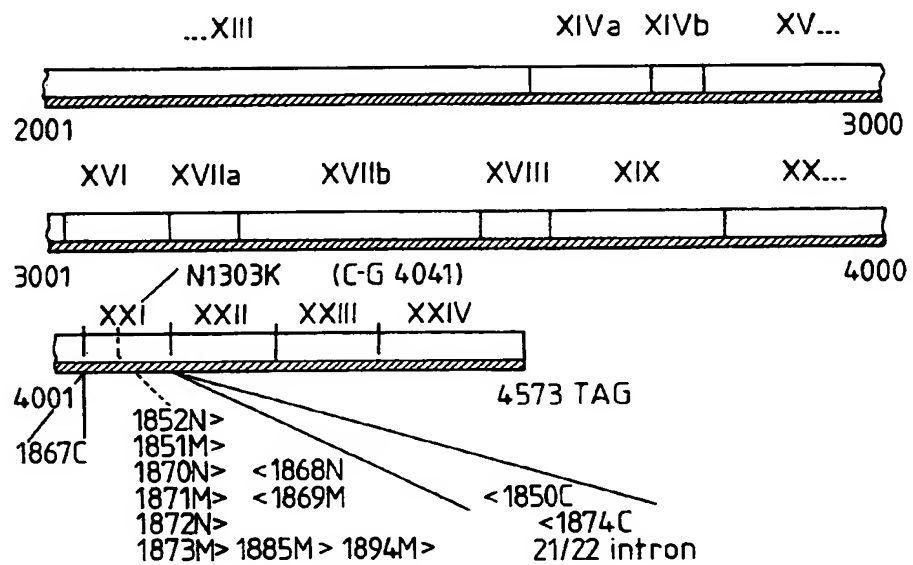 ...XIII XIVa XIVb XV...
2001 3000
XVI XVIIa XVIIb XVIII XIX XX...
3001 N1303K (C-G 4041) 4000
XXI XXII XXIII XXIV
4001 4573 TAG
1867C 1852N>
1851M>
1870N> <1868N
1871M> <1869M <1850C
1872N> <1874C
1873M> 1885M > 1894M> 21/22 intron